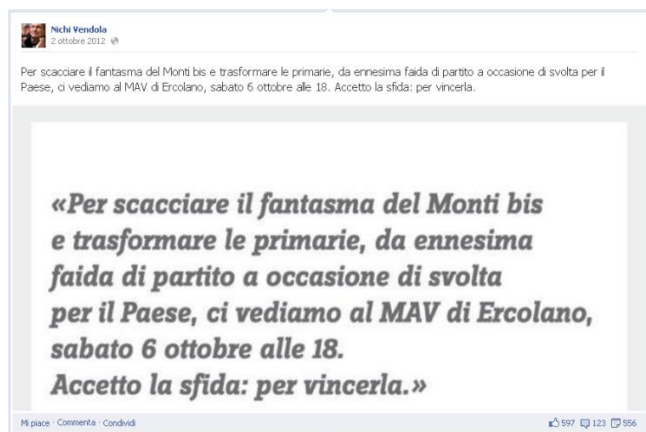 Nichi Vendola
2 ottobre 2012
Per scacciare il fantasma del Monti bis e trasformare le primarie, da ennesima faida di partito a occasione di svolta per il
Paese, ci vediamo al MAV di Ercolano, sabato 6 ottobre alle 18. Accetto la sfida: per vincerla.
«Per scacciare il fantasma del Monti bis
e trasformare le primarie, da ennesima
faida di partito a occasione di svolta
per il Paese, ci vediamo al MAV di Ercolano,
sabato 6 ottobre alle 18.
Accetto la sfida: per vincerla.»
Mi piace · Commenta · Condividi 597 123 556